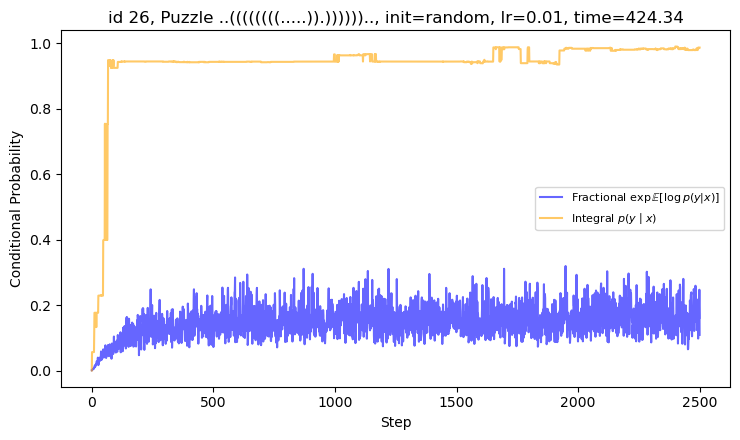 id 26, Puzzle ..((((((((.....)).)))))).., init=random, lr=0.01, time=424.34
Conditional Probability
1.0
0.8
0.6
0.4
0.2
0.0
Fractional exp𝔼[log p(y|x)]
Integral p(y | x)
0 500 1000 1500 2000 2500
Step